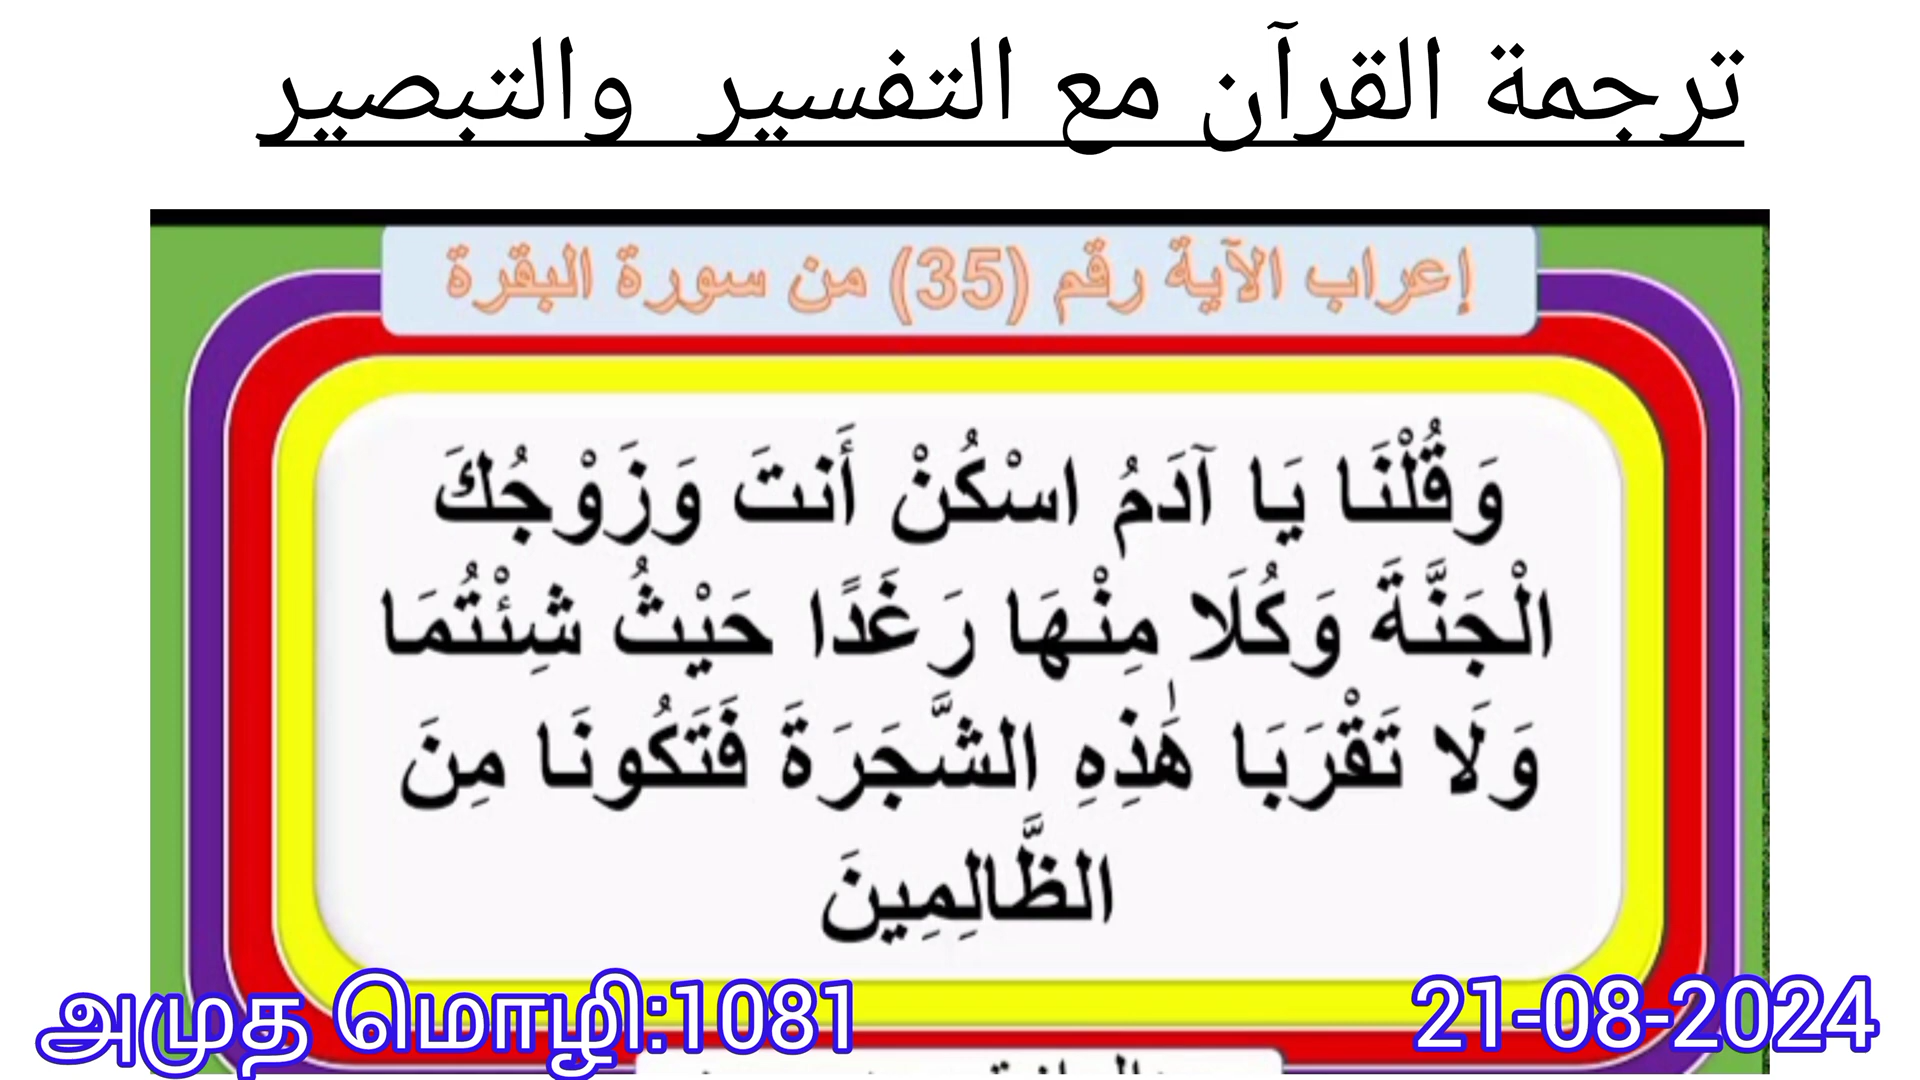 ترجمة القرآن مع التفسير والتبصير
إعراب الآية رقم (35) من سورة البقرة
وَقُلْنَا يَا آدَمُ اسْكُنْ أَنتَ وَزَوْجُكَ
الْجَنَّةَ وَكُلَا مِنْهَا رَغَدًا حَيْثُ شِئْتُمَا
وَلَا تَقْرَبَا هَٰذِهِ الشَّجَرَةَ فَتَكُونَا مِنَ
الظَّالِمِينَ
அமுத மொழி:1081
21-08-2024